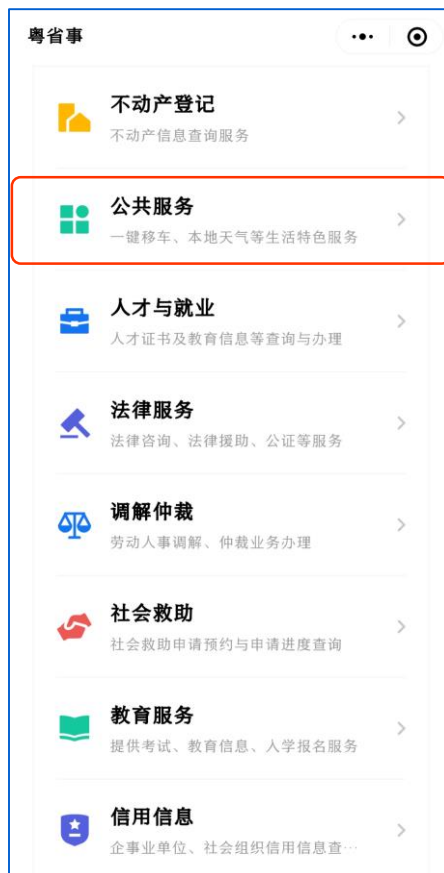 粤省事
不动产登记
不动产信息查询服务
公共服务
一键移车、本地天气等生活特色服务
人才与就业
人才证书及教育信息等查询与办理
法律服务
法律咨询、法律援助、公证等服务
调解仲裁
劳动人事调解、仲裁业务办理
社会救助
社会救助申请预约与申请进度查询
教育服务
提供考试、教育信息、入学报名服务
信用信息
企事业单位、社会组织信用信息查…